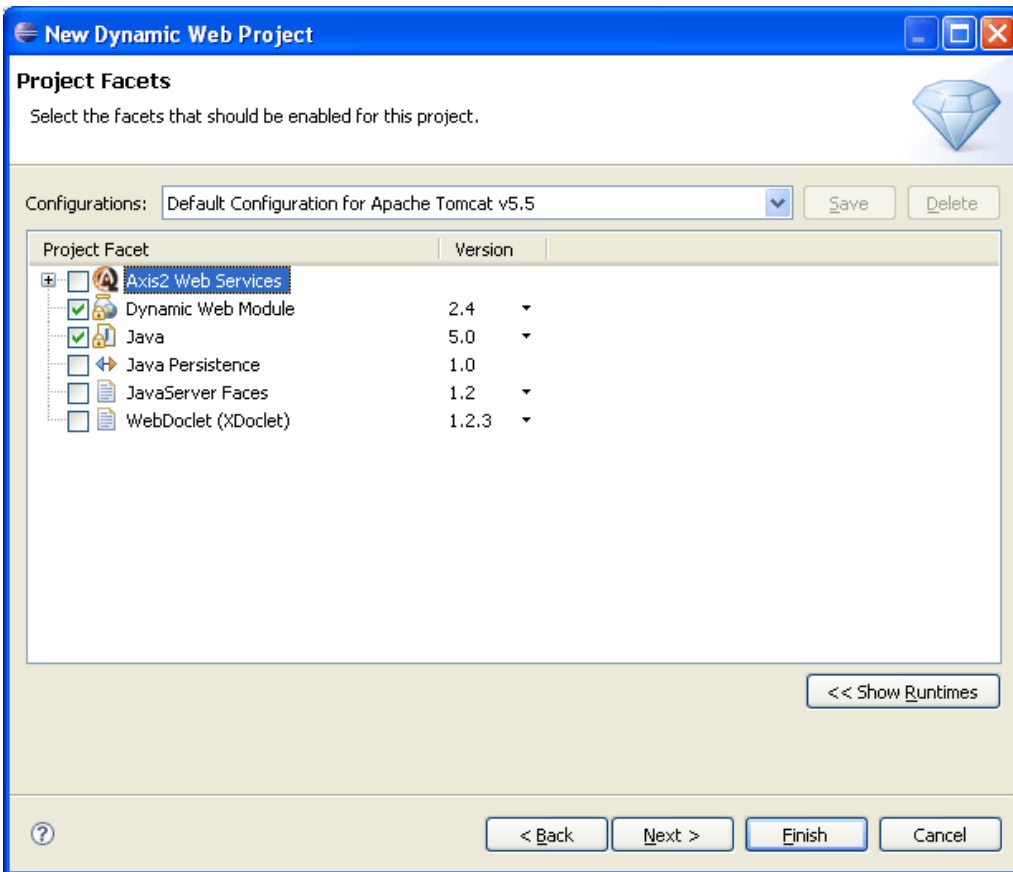 New Dynamic Web Project
Project Facets
Select the facets that should be enabled for this project.
Configurations: Default Configuration for Apache Tomcat v5.5 Save Delete
Project Facet Version
Axis2 Web Services
Dynamic Web Module 2.4
Java 5.0
Java Persistence 1.0
JavaServer Faces 1.2
WebDoclet (XDoclet) 1.2.3
<< Show Runtimes
? < Back Next > Finish Cancel